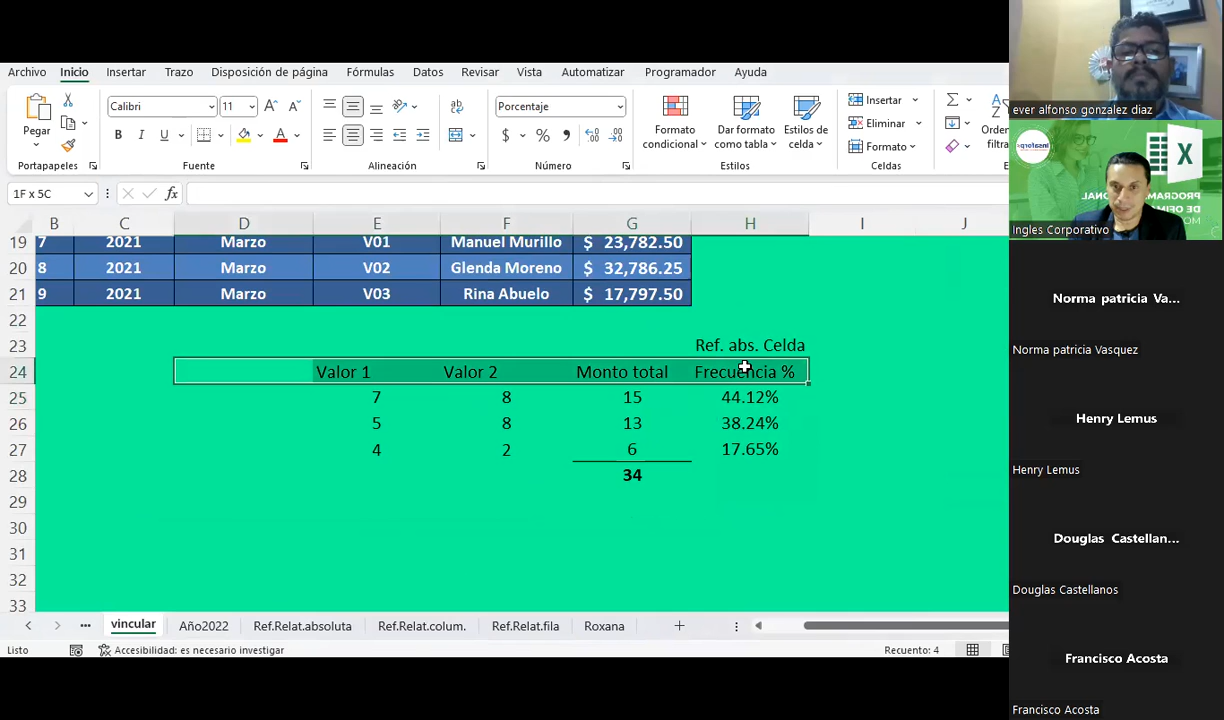 Archivo Inicio Insertar Trazo Disposición de página Fórmulas Datos Revisar Vista Automatizar Programador Ayuda
Pegar
Calibri 11
N K S A
Porcentaje
$ % 000
Formato condicional
Dar formato como tabla
Estilos de celda
Insertar
Eliminar
Formato
Portapapeles Fuente Alineación Número Estilos Celdas
1F x 5C fx
B C D E F G H I J
19 7 2021 Marzo V01 Manuel Murillo $ 23,782.50
20 8 2021 Marzo V02 Glenda Moreno $ 32,786.25
21 9 2021 Marzo V03 Rina Abuelo $ 17,797.50
22
23 Ref. abs. Celda
24 Valor 1 Valor 2 Monto total Frecuencia %
25 7 8 15 44.12%
26 5 8 13 38.24%
27 4 2 6 17.65%
28 34
29
30
31
32
33
vincular Año2022 Ref.Relat.absoluta Ref.Relat.colum. Ref.Relat.fila Roxana
Listo Accesibilidad: es necesario investigar Recuento: 4
ever alfonso gonzalez diaz
Ingles Corporativo
Norma patricia Va...
Norma patricia Vasquez
Henry Lemus
Henry Lemus
Douglas Castellan...
Douglas Castellanos
Francisco Acosta
Francisco Acosta